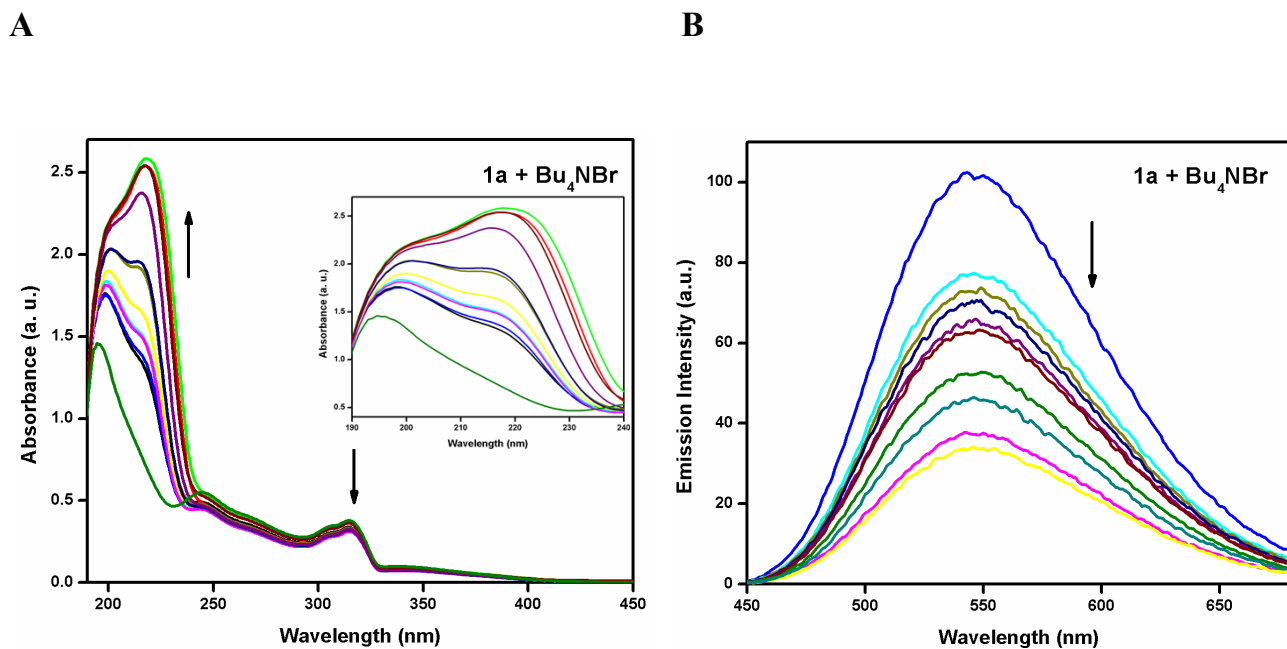 A
B
1a + Bu4NBr
2.5
2.0
1.5
1.0
0.5
0.0
200 250 300 350 400 450
Wavelength (nm)
Absorbance (a. u.)
2.5
2.0
1.5
1.0
0.5
190 200 210 220 230 240
Wavelength (nm)
Absorbance (a. u.)
1a + Bu4NBr
100
80
60
40
20
0
450 500 550 600 650
Wavelength (nm)
Emission Intensity (a.u.)